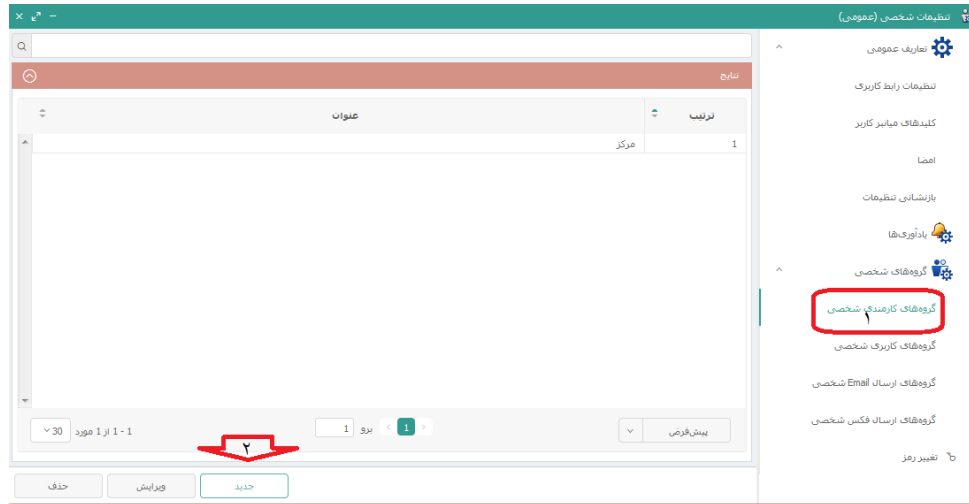 تنظیمات شخصی (عمومی)
تعاریف عمومی
تنظیمات رابط کاربری
کلیدهای میانبر کاربر
امضا
بازنشانی تنظیمات
یادآوری‌ها
گروه‌های شخصی
گروه‌های کارمندی شخصی
۱
گروه‌های کاربری شخصی
گروه‌های ارسال Email شخصی
گروه‌های ارسال فکس شخصی
تغییر رمز
نتایج
ترتیب عنوان
1 مرکز
پیش‌فرض 1 برو 1 1 - 1 از 1 مورد 30
۲
جدید ویرایش حذف